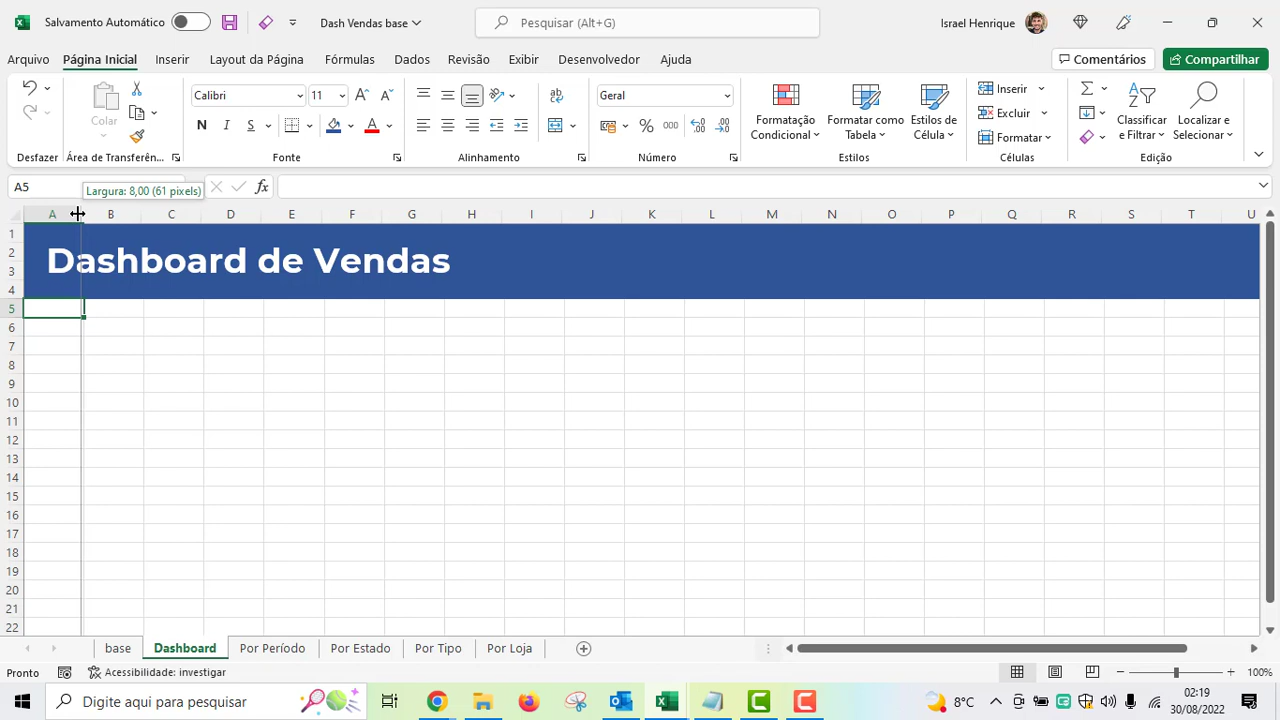 Salvamento Automático
Dash Vendas base
Pesquisar (Alt+G)
Israel Henrique
Arquivo
Página Inicial
Inserir
Layout da Página
Fórmulas
Dados
Revisão
Exibir
Desenvolvedor
Ajuda
Comentários
Compartilhar
Desfazer
Colar
Área de Transferên...
Calibri
11
N I S
Fonte
Alinhamento
Geral
% 000
Número
Formatação Condicional
Formatar como Tabela
Estilos de Célula
Estilos
Inserir
Excluir
Formatar
Células
Classificar e Filtrar
Localizar e Selecionar
Edição
A5
Largura: 8,00 (61 pixels)
fx
A B C D E F G H I J K L M N O P Q R S T U
1
2
3
4
Dashboard de Vendas
5
6
7
8
9
10
11
12
13
14
15
16
17
18
19
20
21
22
base
Dashboard
Por Período
Por Estado
Por Tipo
Por Loja
Pronto
Acessibilidade: investigar
100%
Digite aqui para pesquisar
8°C
02:19
30/08/2022